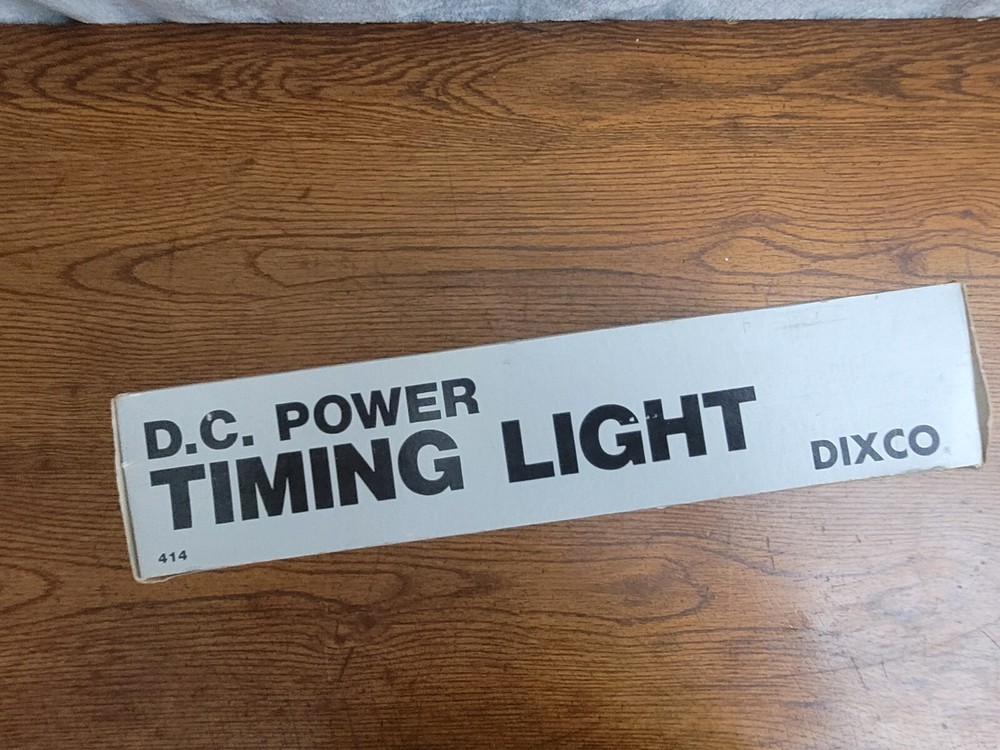 D.C. POWER
TIMING LIGHT
DIXCO
414